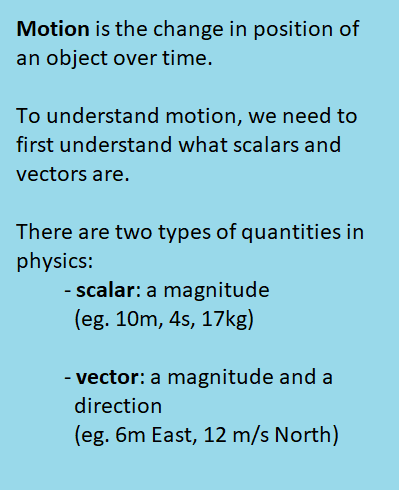 Motion is the change in position of
an object over time.
To understand motion, we need to
first understand what scalars and
vectors are.
There are two types of quantities in
physics:
- scalar: a magnitude
(eg. 10m, 4s, 17kg)
- vector: a magnitude and a
direction
(eg. 6m East, 12 m/s North)